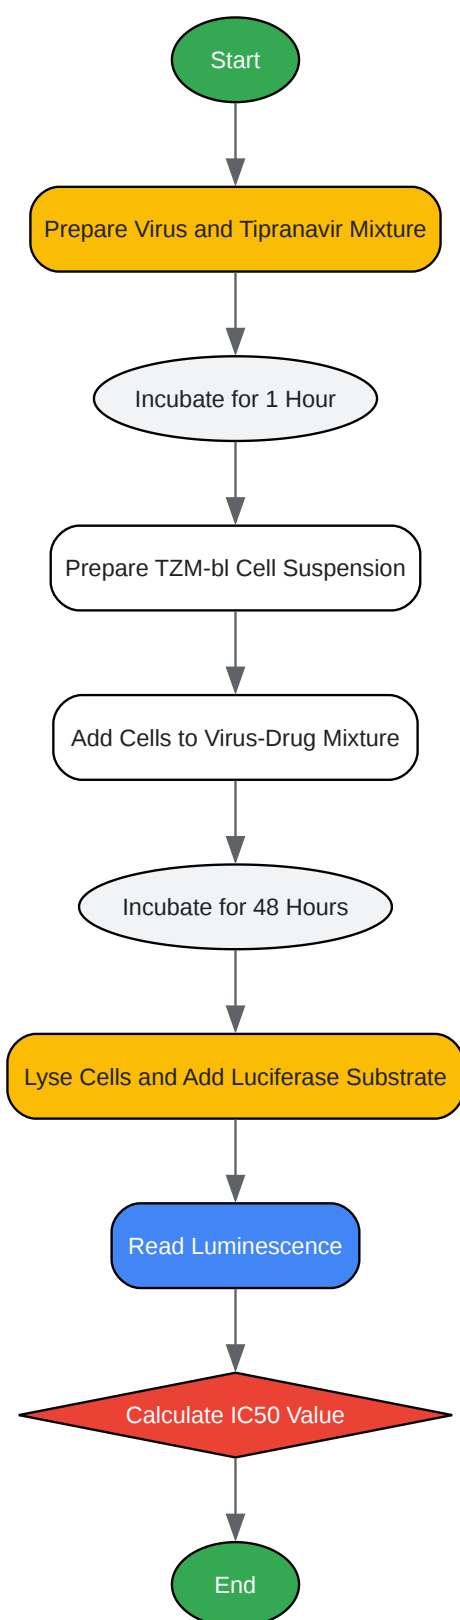 Start
Prepare Virus and Tipranavir Mixture
Incubate for 1 Hour
Prepare TZM-bl Cell Suspension
Add Cells to Virus-Drug Mixture
Incubate for 48 Hours
Lyse Cells and Add Luciferase Substrate
Read Luminescence
Calculate IC50 Value
End